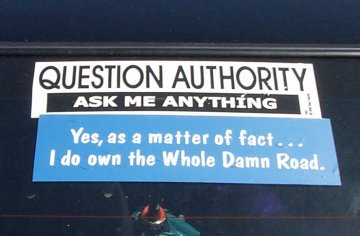 QUESTION AUTHORITY
ASK ME ANYTHING
Yes, as a matter of fact...
I do own the Whole Damn Road.